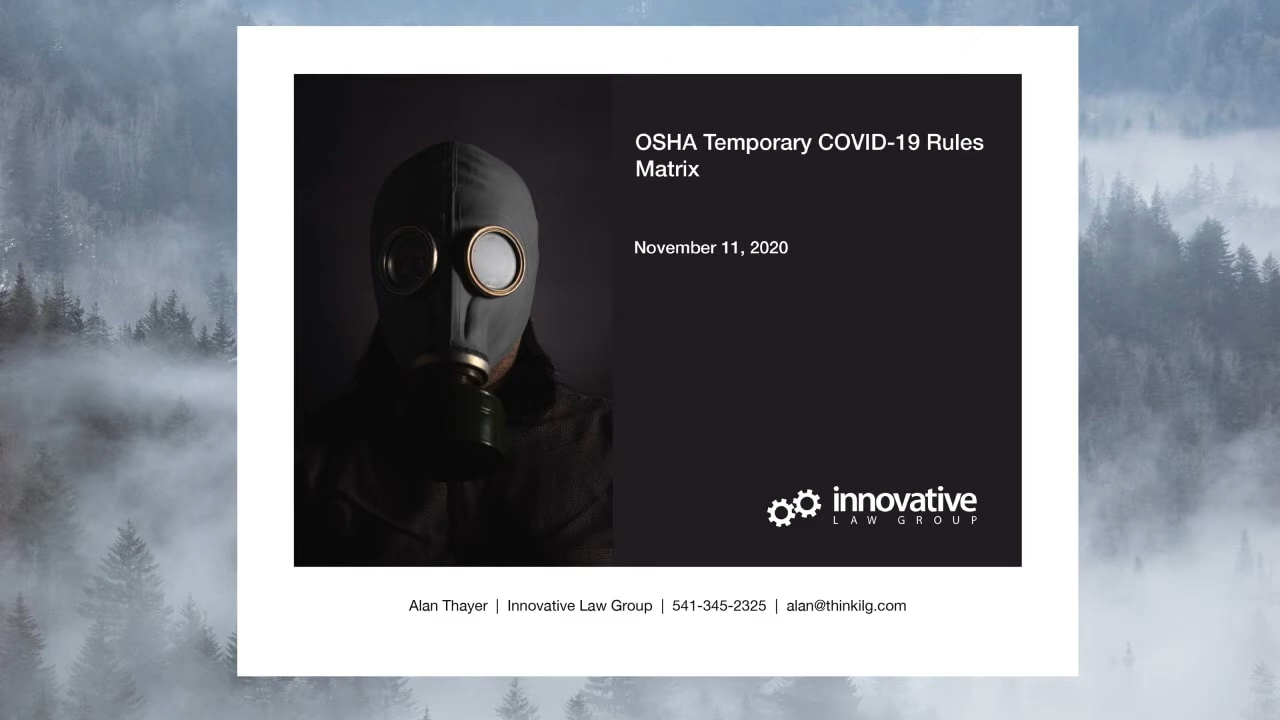 OSHA Temporary COVID-19 Rules
Matrix
November 11, 2020
innovative
LAW GROUP
Alan Thayer | Innovative Law Group | 541-345-2325 | alan@thinkilg.com